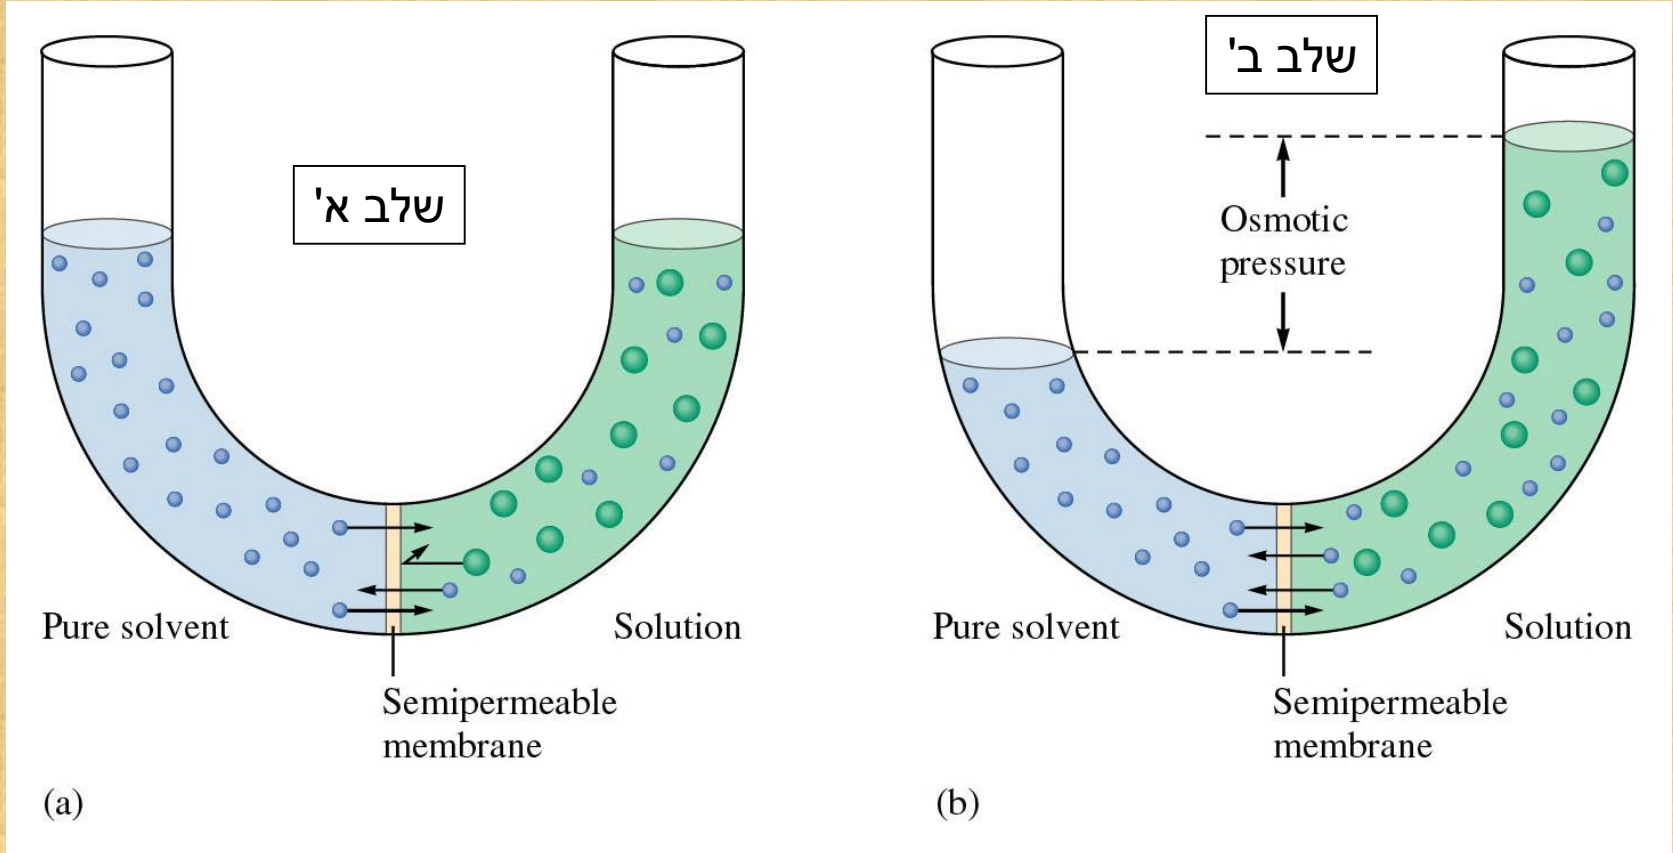 שלב א'
Pure solvent
Solution
Semipermeable
membrane
(a)
שלב ב'
Osmotic
pressure
Pure solvent
Solution
Semipermeable
membrane
(b)